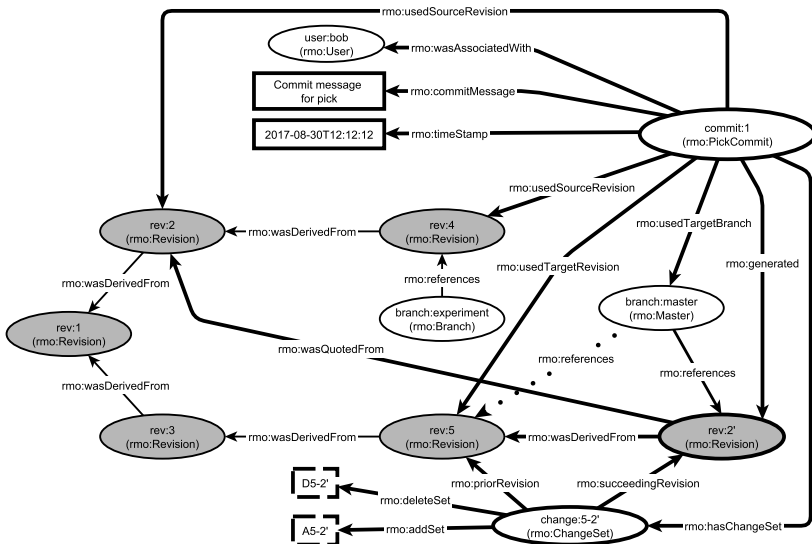 rmo:usedSourceRevision
user:bob
(rmo:User)
rmo:wasAssociatedWith
Commit message
for pick
rmo:commitMessage
2017-08-30T12:12:12
rmo:timeStamp
commit:1
(rmo:PickCommit)
rmo:usedSourceRevision
rev:2
(rmo:Revision)
rmo:wasDerivedFrom
rev:4
(rmo:Revision)
rmo:usedTargetBranch
rmo:usedTargetRevision
rmo:generated
rmo:wasDerivedFrom
rmo:references
branch:experiment
(rmo:Branch)
branch:master
(rmo:Master)
rev:1
(rmo:Revision)
rmo:wasQuotedFrom
rmo:references
rmo:references
rmo:wasDerivedFrom
rev:3
(rmo:Revision)
rmo:wasDerivedFrom
rev:5
(rmo:Revision)
rmo:wasDerivedFrom
rev:2'
(rmo:Revision)
D5-2'
rmo:deleteSet
rmo:priorRevision
rmo:succeedingRevision
A5-2'
rmo:addSet
change:5-2'
(rmo:ChangeSet)
rmo:hasChangeSet